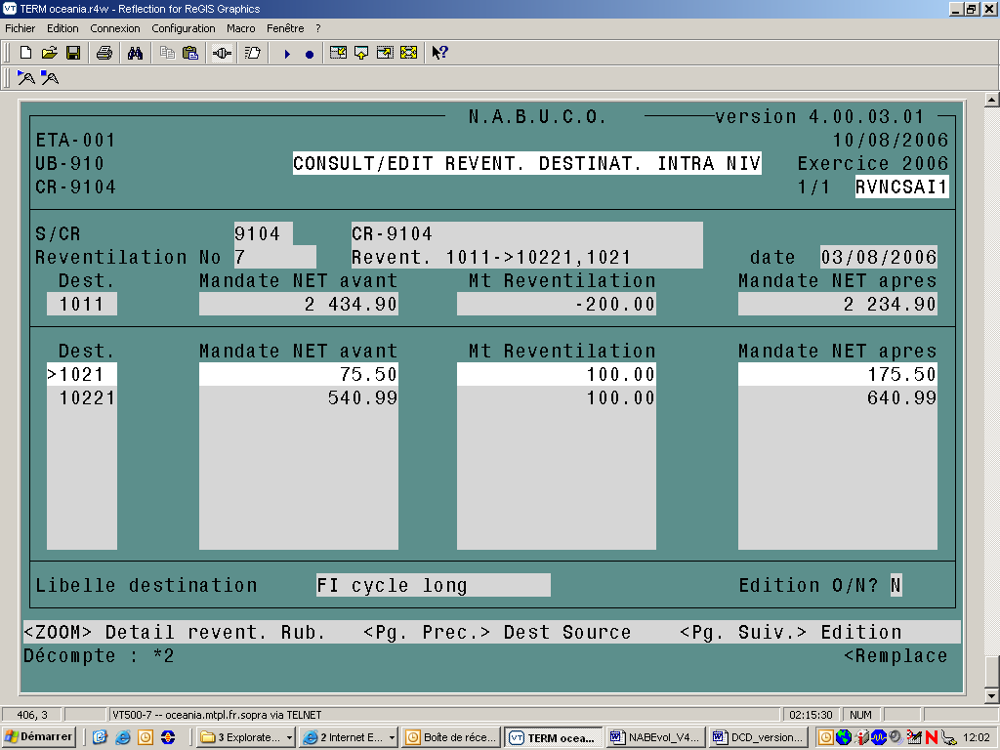 TERM oceania.r4w - Reflection for ReGIS Graphics
Fichier Edition Connexion Configuration Macro Fenêtre ?
N.A.B.U.C.O. version 4.00.03.01
ETA-001 10/08/2006
UB-910 CONSULT/EDIT REVENT. DESTINAT. INTRA NIV Exercice 2006
CR-9104 1/1 RVNCSAI1
S/CR 9104 CR-9104
Reventilation No 7 Revent. 1011->10221,1021 date 03/08/2006
Dest. Mandate NET avant Mt Reventilation Mandate NET apres
1011 2 434.90 -200.00 2 234.90
Dest. Mandate NET avant Mt Reventilation Mandate NET apres
>1021 75.50 100.00 175.50
10221 540.99 100.00 640.99
Libelle destination FI cycle long Edition O/N? N
<ZOOM> Detail revent. Rub. <Pg. Prec.> Dest Source <Pg. Suiv.> Edition
Décompte : *2 <Remplace
406, 3 VT500-7 -- oceania.mtpl.fr.sopra via TELNET 02:15:30 NUM
Démarrer 3 Explorate... 2 Internet E... Boîte de réce... TERM ocea... NABEvol_V4... DCD_version... 12:02